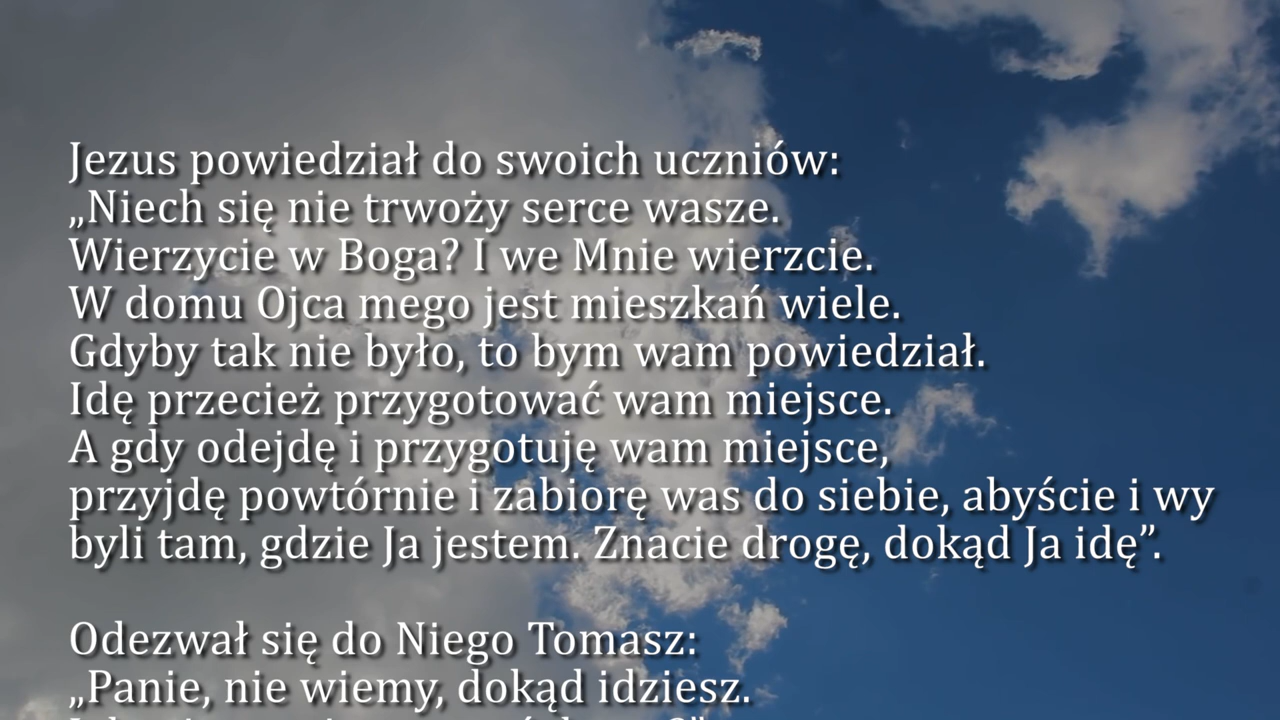 Jezus powiedział do swoich uczniów:
„Niech się nie trwoży serce wasze.
Wierzycie w Boga? I we Mnie wierzcie.
W domu Ojca mego jest mieszkań wiele.
Gdyby tak nie było, to bym wam powiedział.
Idę przecież przygotować wam miejsce.
A gdy odejdę i przygotuję wam miejsce,
przyjdę powtórnie i zabiorę was do siebie, abyście i wy
byli tam, gdzie Ja jestem. Znacie drogę, dokąd Ja idę”.
Odezwał się do Niego Tomasz:
„Panie, nie wiemy, dokąd idziesz.